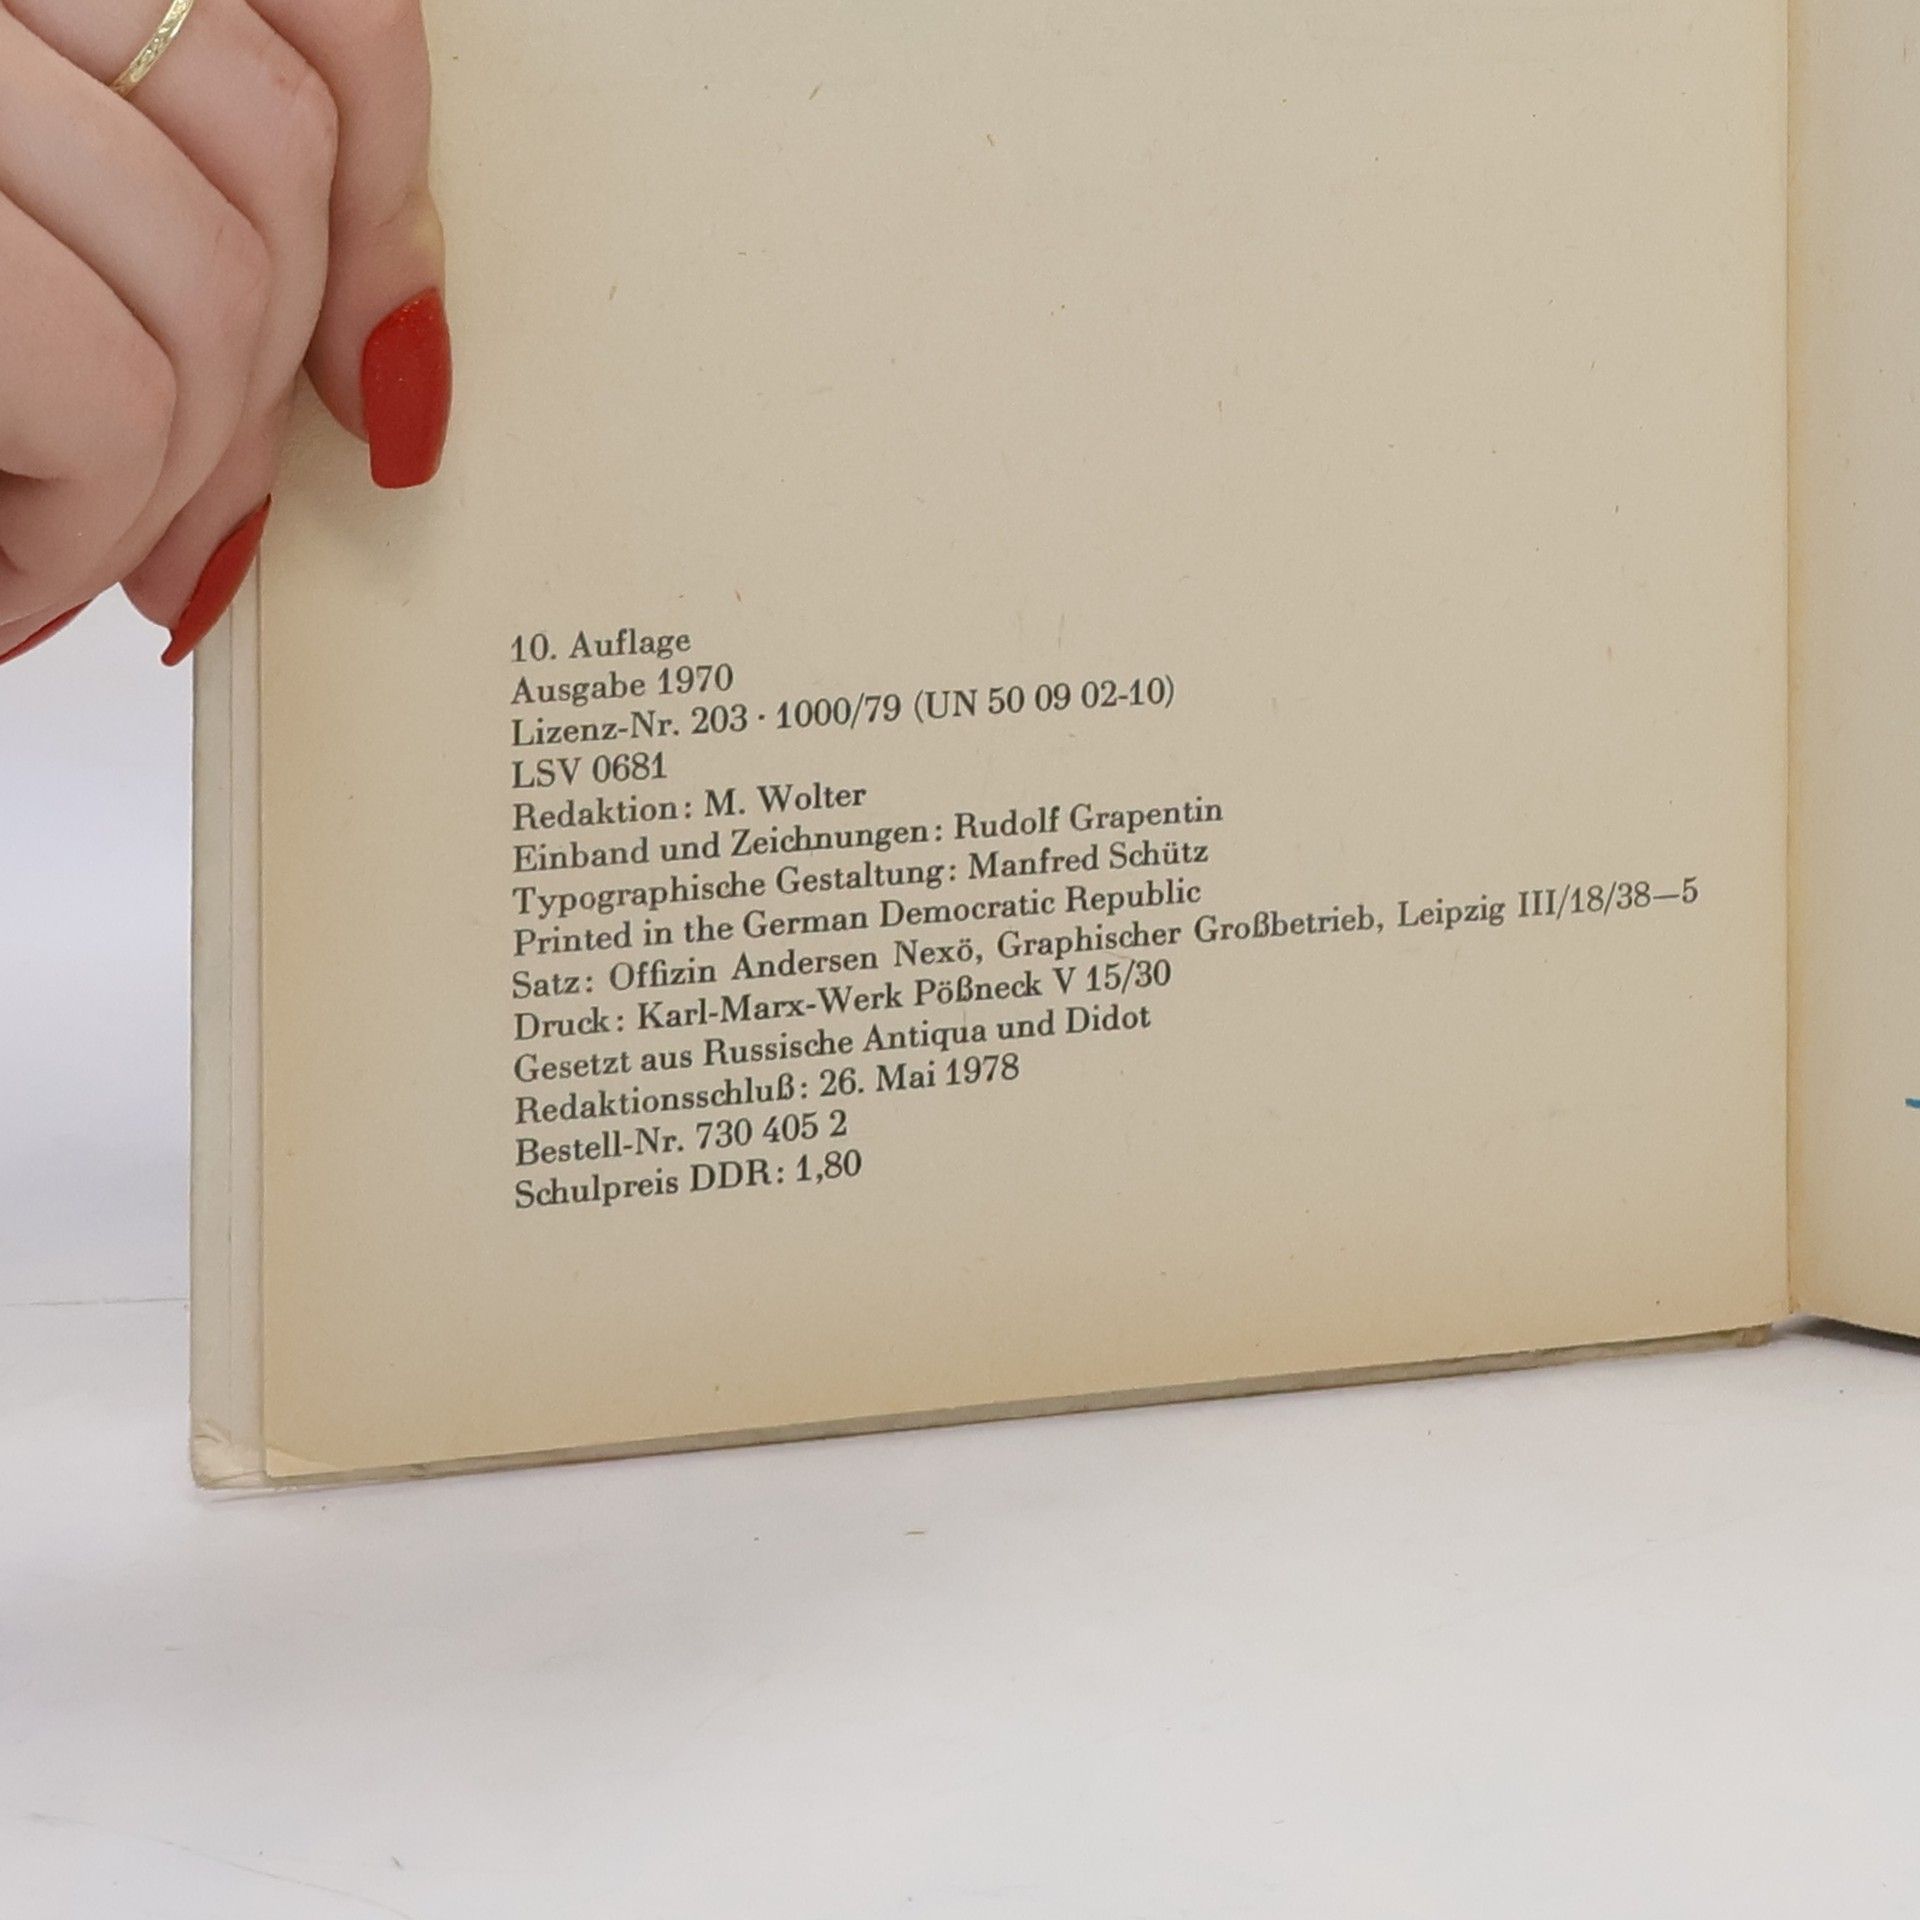 10. Auflage
Ausgabe 1970
Lizenz-Nr. 203 · 1000/79 (UN 50 09 02-10)
LSV 0681
Redaktion: M. Wolter
Einband und Zeichnungen: Rudolf Grapentin
Typographische Gestaltung: Manfred Schütz
Printed in the German Democratic Republic
Satz: Offizin Andersen Nexö, Graphischer Großbetrieb, Leipzig III/18/38—5
Druck: Karl-Marx-Werk Pößneck V 15/30
Gesetzt aus Russische Antiqua und Didot
Redaktionsschluß: 26. Mai 1978
Bestell-Nr. 730 405 2
Schulpreis DDR: 1,80